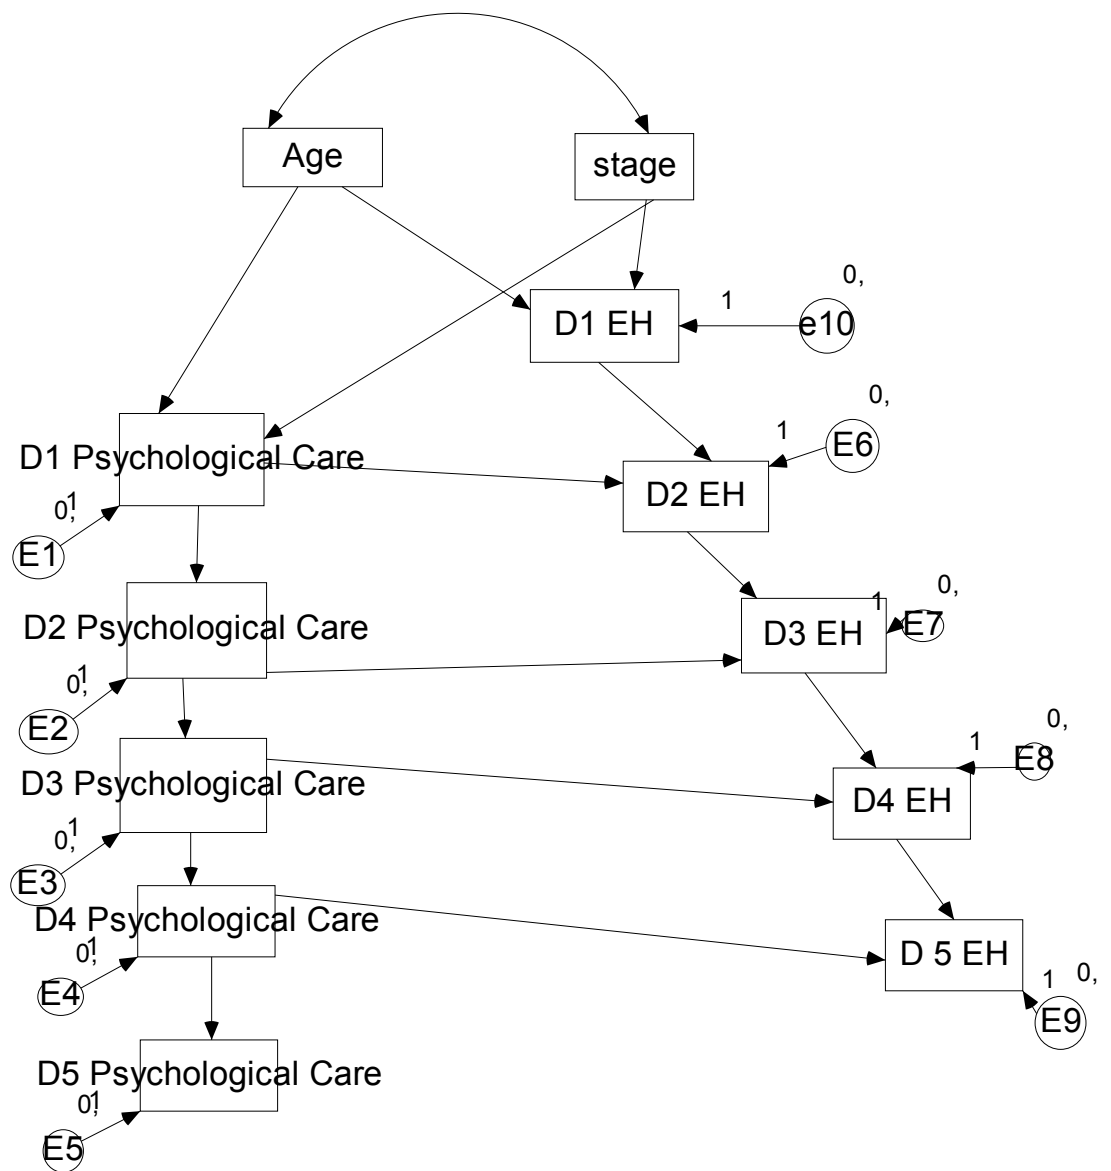 Age
stage
0,
1
D1 EH
e10
0,
1
E6
D1 Psychological Care
D2 EH
0,
1
E1
0,
1
E7
D2 Psychological Care
D3 EH
0,
1
E2
0,
1
E8
D3 Psychological Care
D4 EH
0,
1
E3
D4 Psychological Care
D 5 EH
0,
1
E4
1
0,
E9
D5 Psychological Care
0,
1
E5